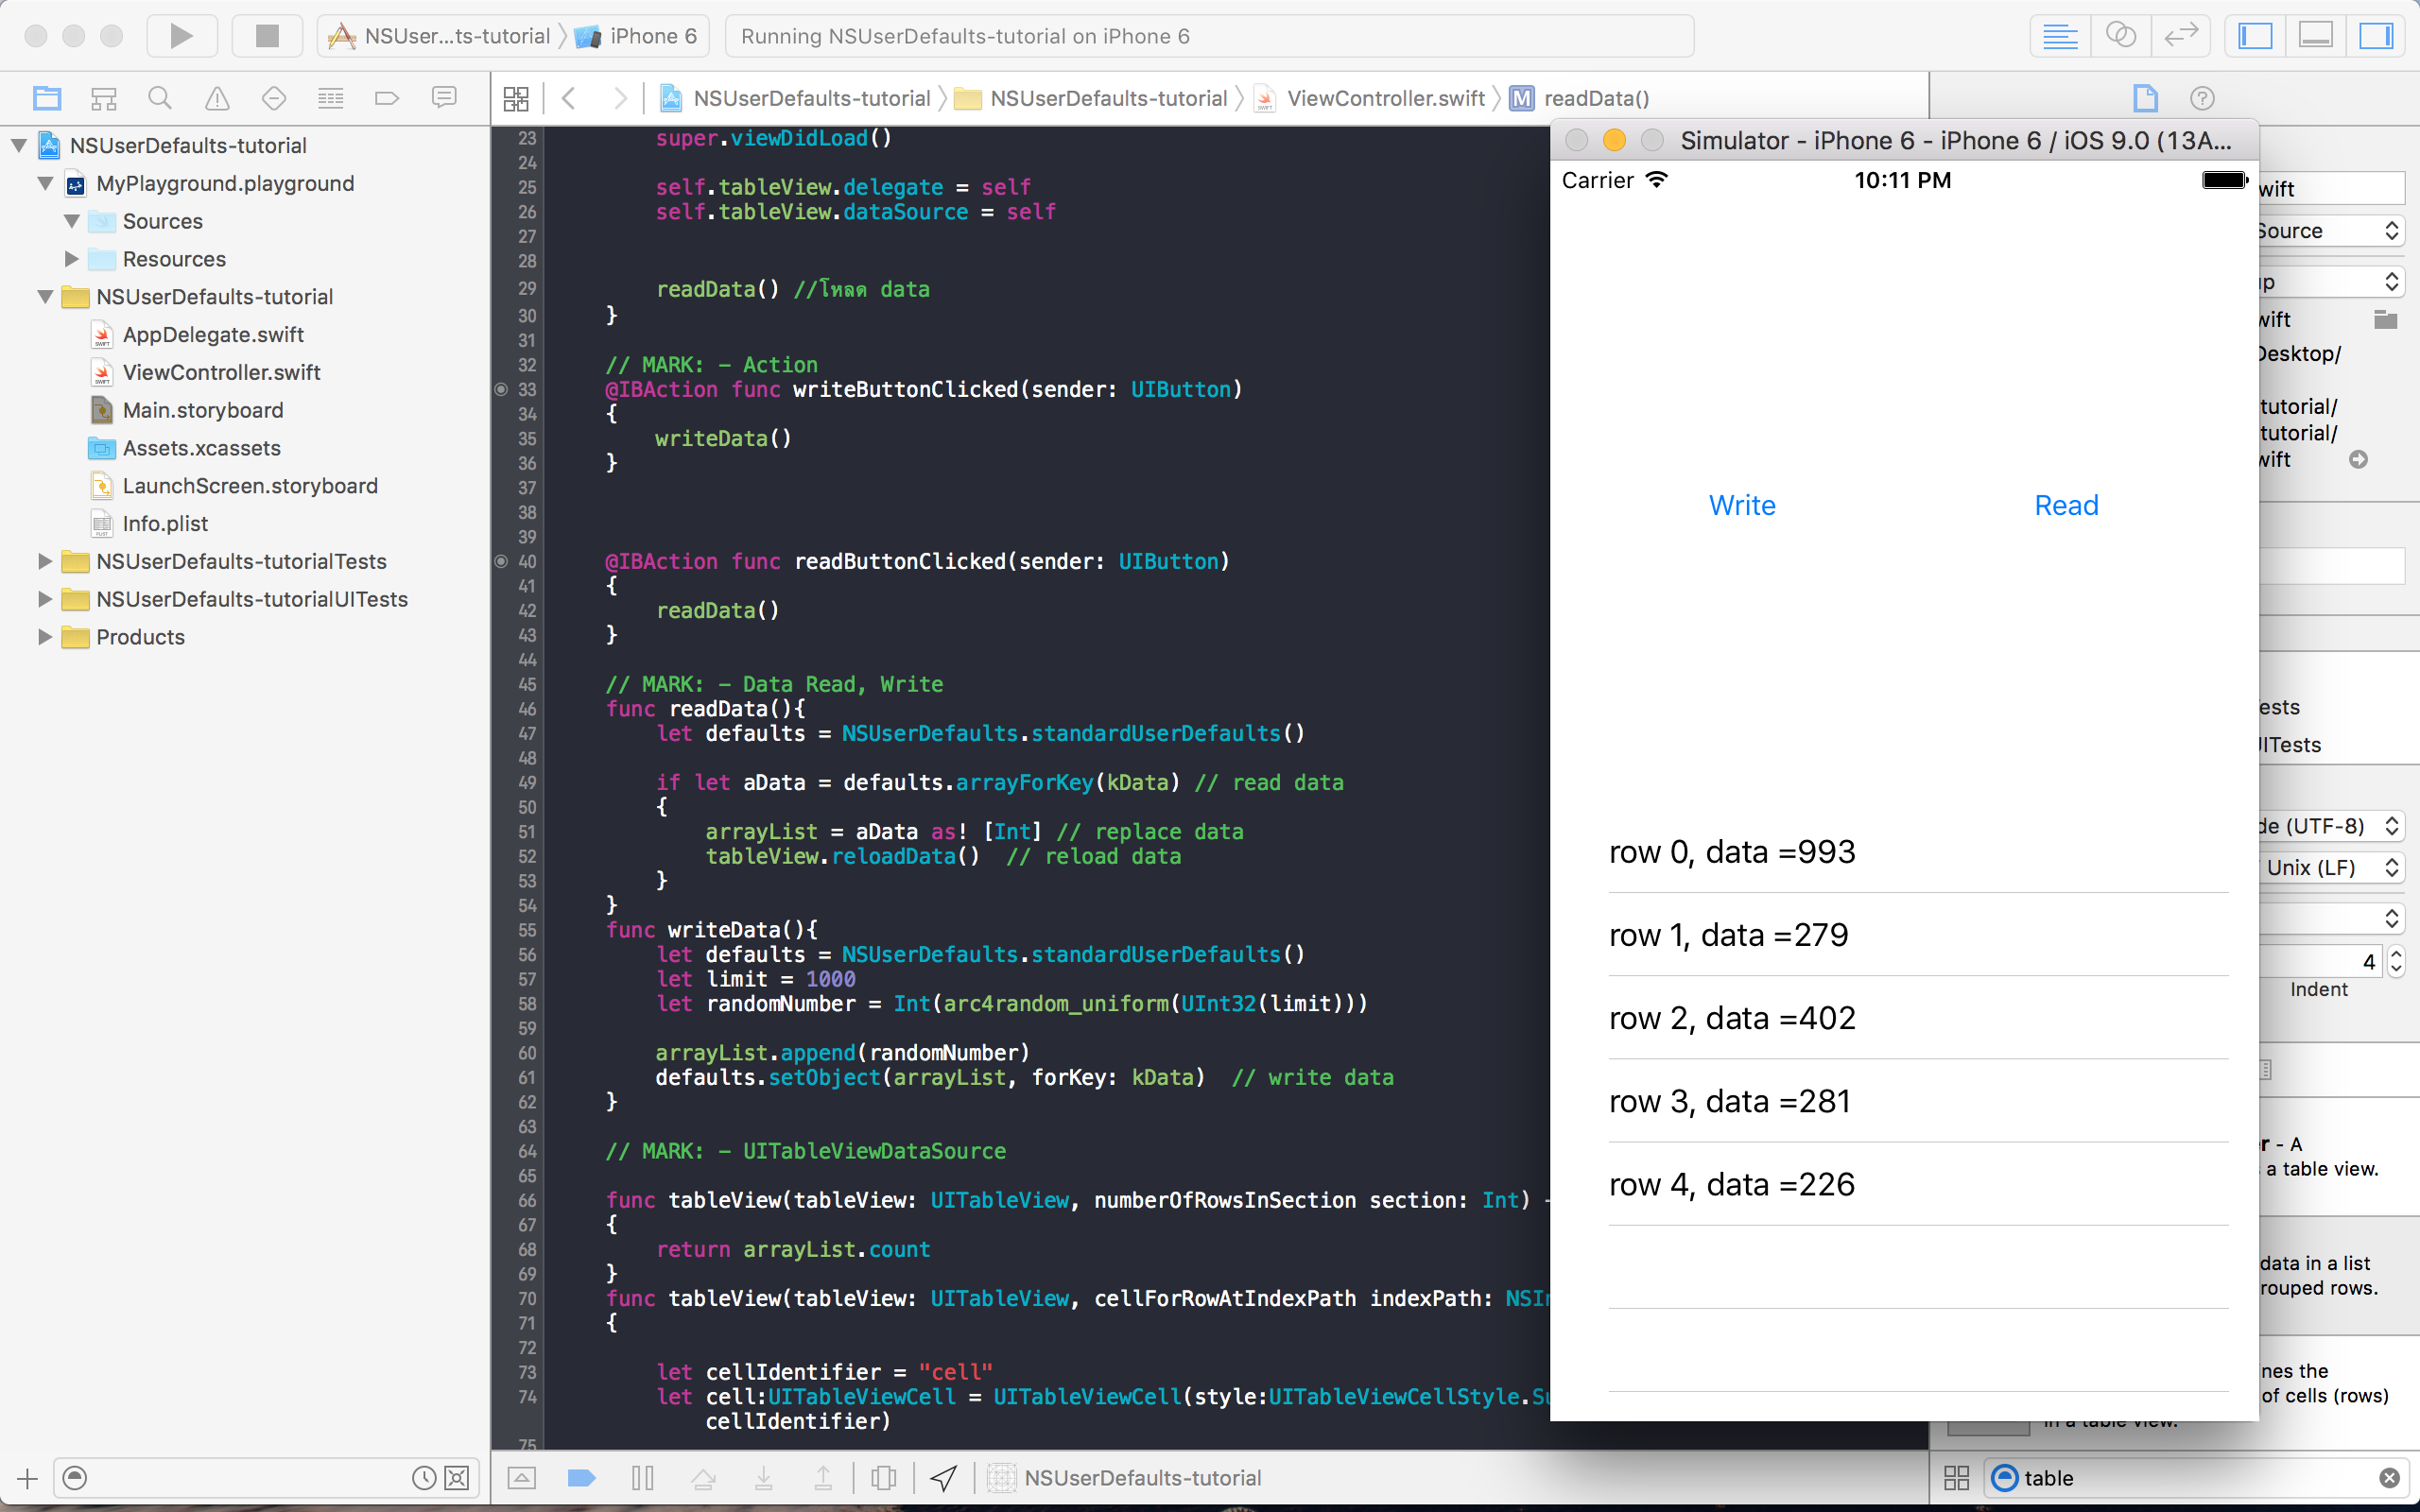 NSUser...ts-tutorial iPhone 6
Running NSUserDefaults-tutorial on iPhone 6
NSUserDefaults-tutorial NSUserDefaults-tutorial ViewController.swift M readData()
NSUserDefaults-tutorial
MyPlayground.playground
Sources
Resources
NSUserDefaults-tutorial
AppDelegate.swift
ViewController.swift
Main.storyboard
Assets.xcassets
LaunchScreen.storyboard
Info.plist
NSUserDefaults-tutorialTests
NSUserDefaults-tutorialUITests
Products
23 super.viewDidLoad()
24
25 self.tableView.delegate = self
26 self.tableView.dataSource = self
27
28
29 readData() //โหลด data
30 }
31
32 // MARK: - Action
33 @IBAction func writeButtonClicked(sender: UIButton)
34 {
35 writeData()
36 }
37
38
39
40 @IBAction func readButtonClicked(sender: UIButton)
41 {
42 readData()
43 }
44
45 // MARK: - Data Read, Write
46 func readData(){
47 let defaults = NSUserDefaults.standardUserDefaults()
48
49 if let aData = defaults.arrayForKey(kData) // read data
50 {
51 arrayList = aData as! [Int] // replace data
52 tableView.reloadData() // reload data
53 }
54 }
55 func writeData(){
56 let defaults = NSUserDefaults.standardUserDefaults()
57 let limit = 1000
58 let randomNumber = Int(arc4random_uniform(UInt32(limit)))
59
60 arrayList.append(randomNumber)
61 defaults.setObject(arrayList, forKey: kData) // write data
62 }
63
64 // MARK: - UITableViewDataSource
65
66 func tableView(tableView: UITableView, numberOfRowsInSection section: Int) -
67 {
68 return arrayList.count
69 }
70 func tableView(tableView: UITableView, cellForRowAtIndexPath indexPath: NSIn
71 {
72
73 let cellIdentifier = "cell"
74 let cell:UITableViewCell = UITableViewCell(style:UITableViewCellStyle.Su
cellIdentifier)
75
Simulator - iPhone 6 - iPhone 6 / iOS 9.0 (13A...
Carrier 10:11 PM
Write Read
row 0, data =993
row 1, data =279
row 2, data =402
row 3, data =281
row 4, data =226
wift
Source
up
wift
Desktop/
tutorial/
tutorial/
wift
ests
UITests
de (UTF-8)
Unix (LF)
4
Indent
r - A
a table view.
data in a list
rouped rows.
nes the
of cells (rows)
in a table view.
NSUserDefaults-tutorial
table